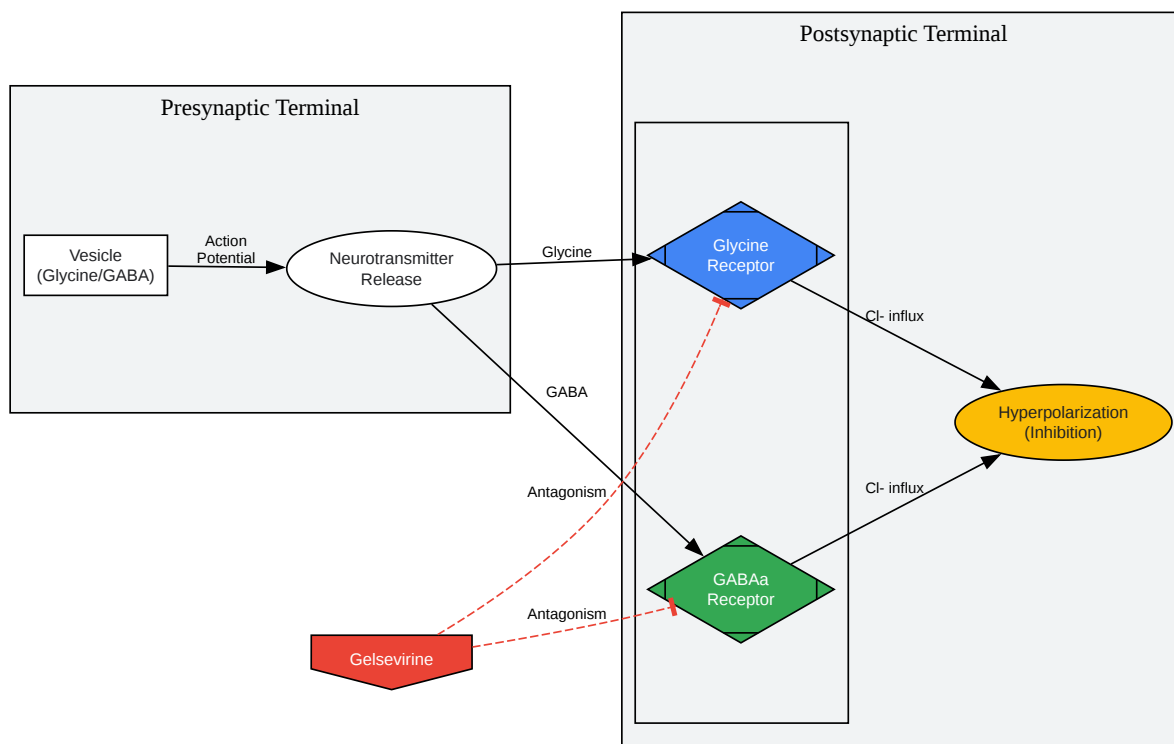 Postsynaptic Terminal
Presynaptic Terminal
Vesicle
(Glycine/GABA)
Action
Potential
Neurotransmitter
Release
Glycine
Glycine
Receptor
Cl- influx
GABA
Hyperpolarization
(Inhibition)
Antagonism
Cl- influx
GABAa
Receptor
Antagonism
Gelsevirine